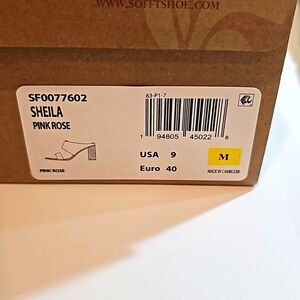 WWW.SOFFTSHOE.COM
SF0077602
SHEILA
PINK ROSE
PINK ROSE
63-P1-7
1 94805 45022 8
USA 9
Euro 40
M
MADE IN CAMBODIA